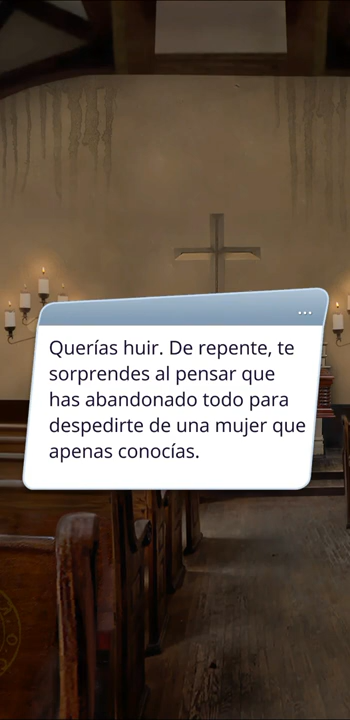 ...
Querías huir. De repente, te
sorprendes al pensar que
has abandonado todo para
despedirte de una mujer que
apenas conocías.